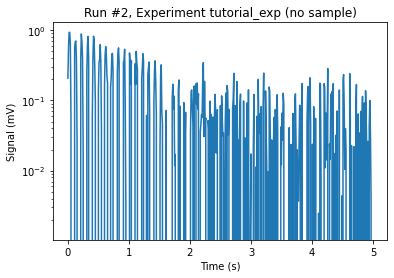 Run #2, Experiment tutorial_exp (no sample)
10⁰
10⁻¹
10⁻²
Signal (mV)
0 1 2 3 4 5
Time (s)